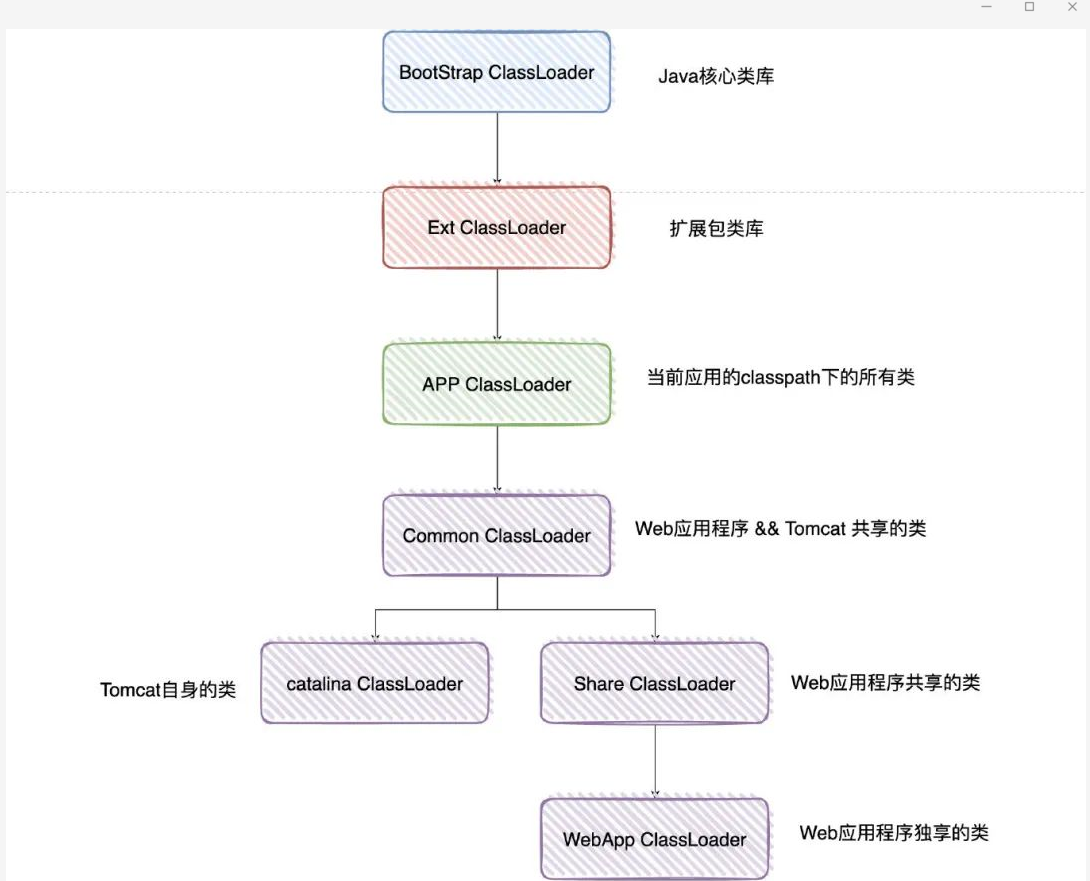 BootStrap ClassLoader
Java核心类库
Ext ClassLoader
扩展包类库
APP ClassLoader
当前应用的classpath下的所有类
Common ClassLoader
Web应用程序 && Tomcat 共享的类
Tomcat自身的类
catalina ClassLoader
Share ClassLoader
Web应用程序共享的类
WebApp ClassLoader
Web应用程序独享的类